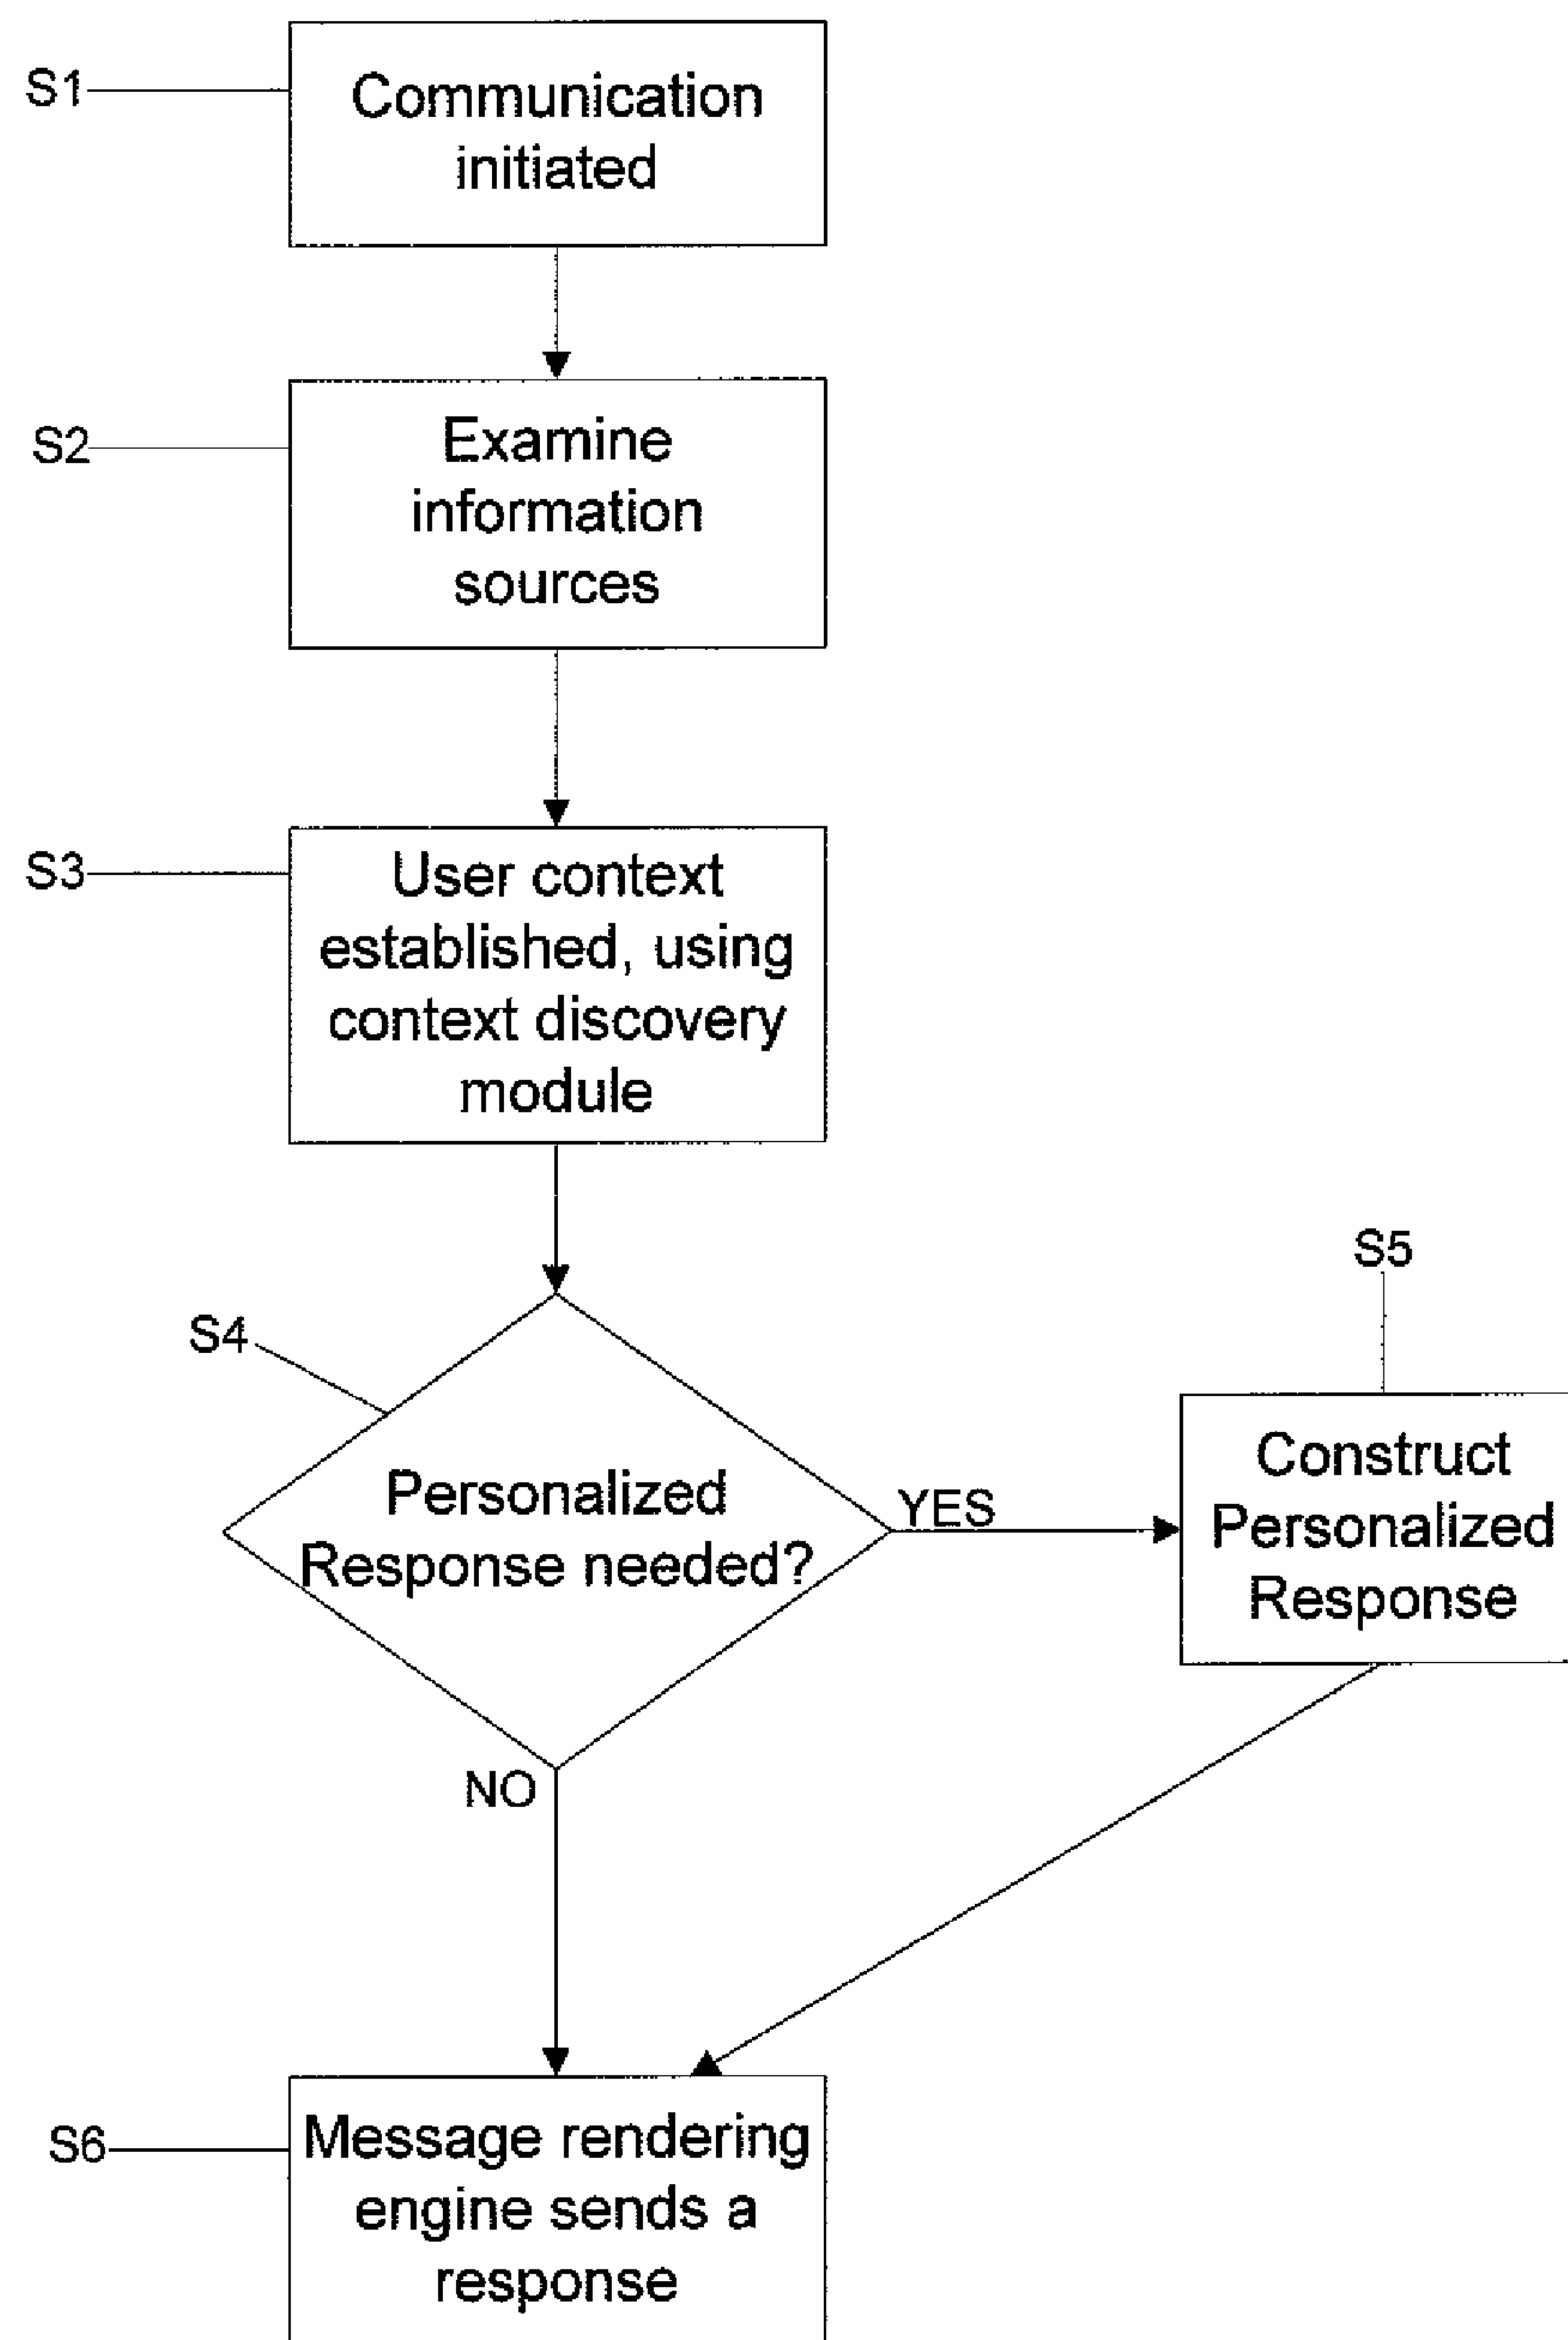 S1
Communication
initiated
S2
Examine
information
sources
S3
User context
established, using
context discovery
module
S4
Personalized
Response needed?
YES
S5
Construct
Personalized
Response
NO
S6
Message rendering
engine sends a
response